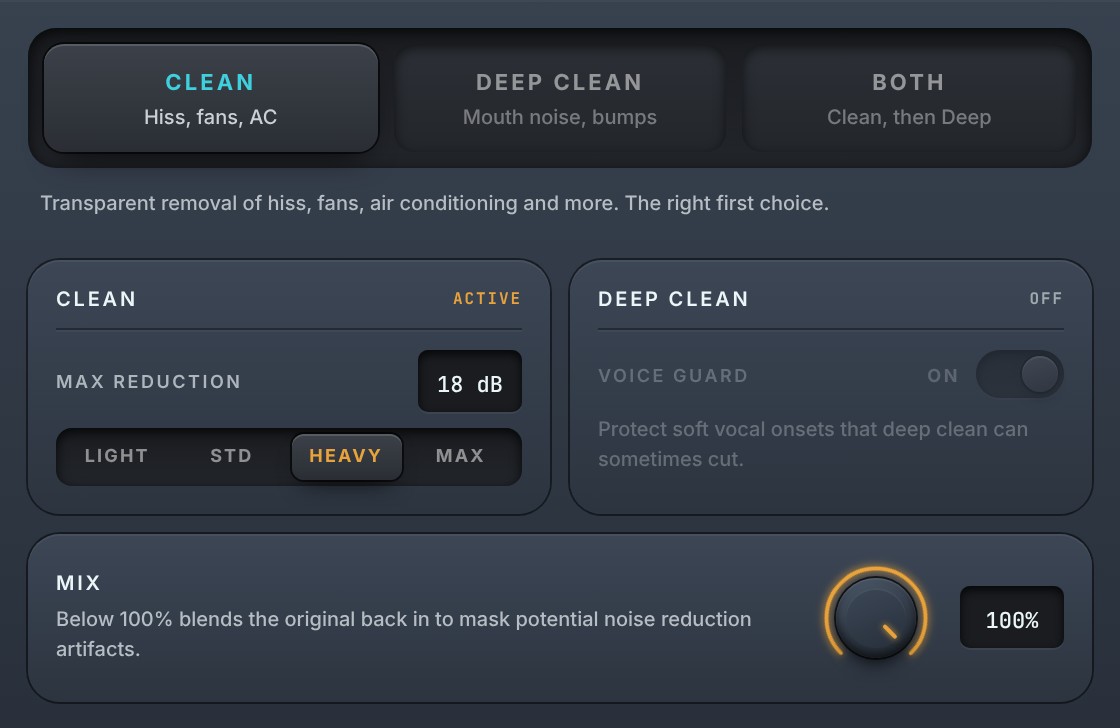 CLEAN
Hiss, fans, AC
DEEP CLEAN
Mouth noise, bumps
BOTH
Clean, then Deep
Transparent removal of hiss, fans, air conditioning and more. The right first choice.
CLEAN
ACTIVE
MAX REDUCTION
18 dB
LIGHT
STD
HEAVY
MAX
DEEP CLEAN
OFF
VOICE GUARD
ON
Protect soft vocal onsets that deep clean can
sometimes cut.
MIX
Below 100% blends the original back in to mask potential noise reduction
artifacts.
100%